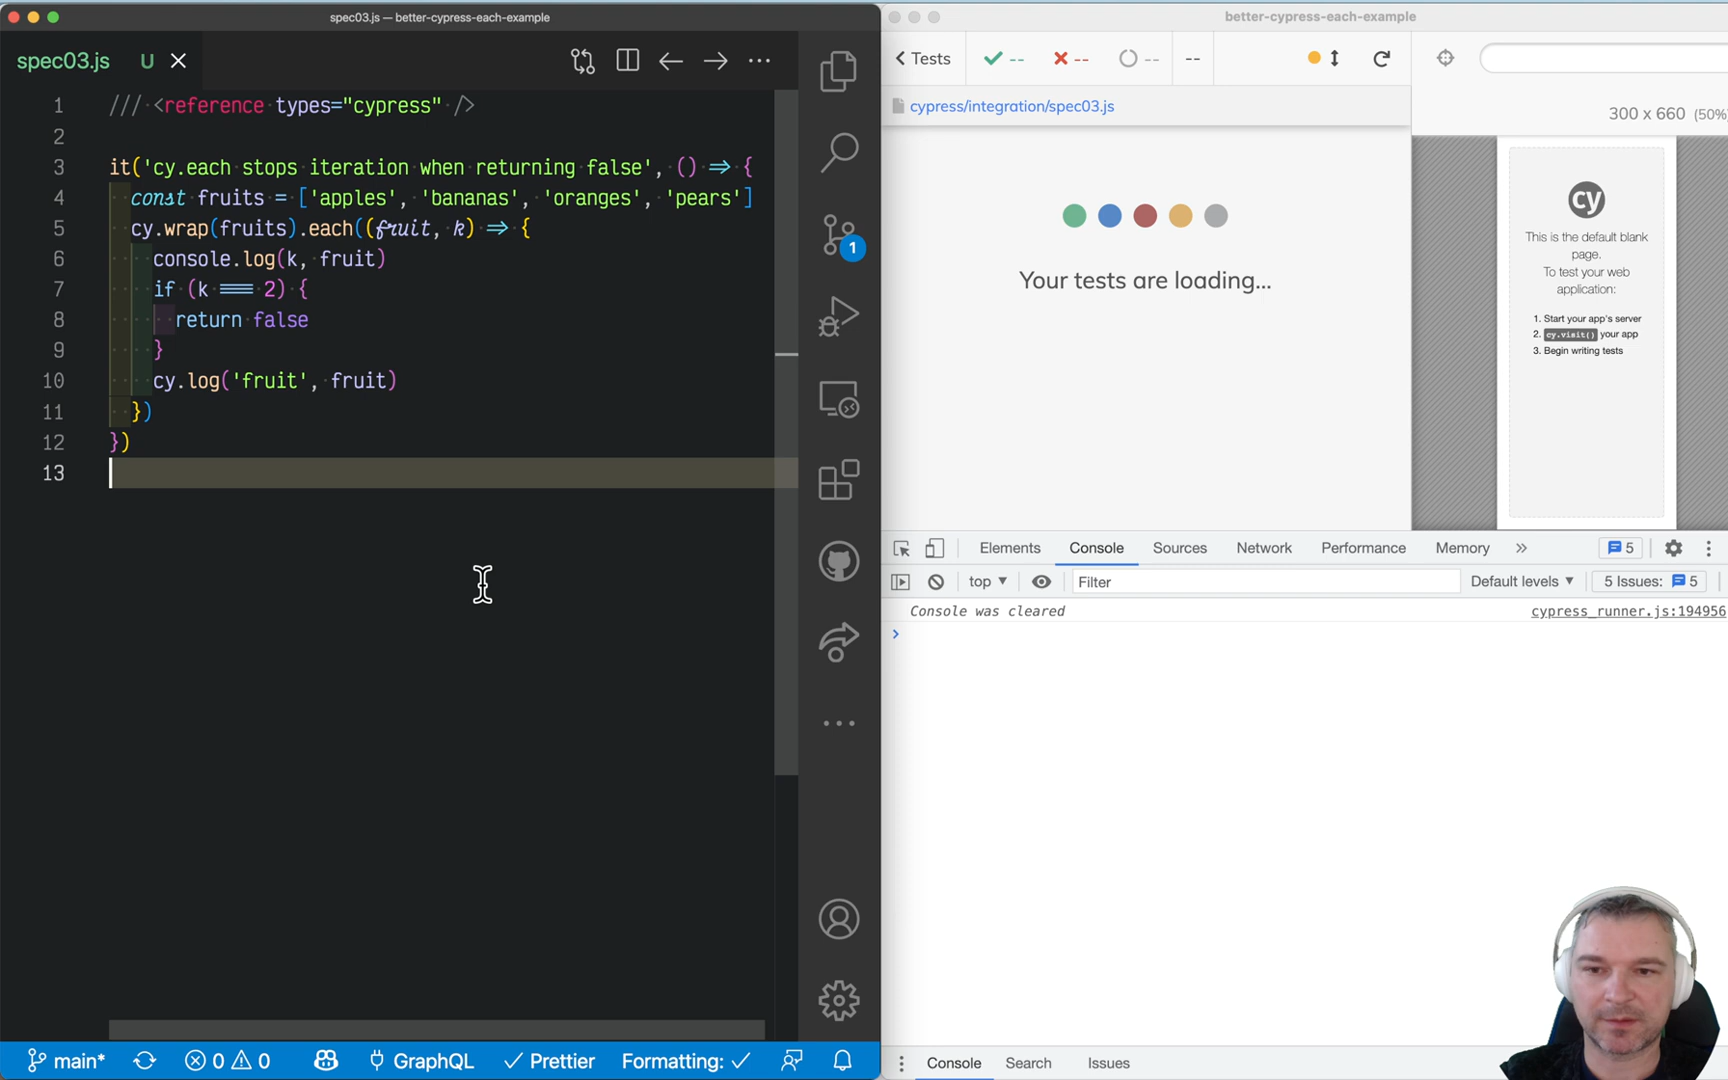 spec03.js — better-cypress-each-example
spec03.js U
1 /// <reference types="cypress" />
2
3 it('cy.each stops iteration when returning false', () => {
4 const fruits = ['apples', 'bananas', 'oranges', 'pears']
5 cy.wrap(fruits).each((fruit, k) => {
6 console.log(k, fruit)
7 if (k === 2) {
8 return false
9 }
10 cy.log('fruit', fruit)
11 })
12 })
13
1
main* 0 0 GraphQL Prettier Formatting:
better-cypress-each-example
Tests -- -- -- --
cypress/integration/spec03.js
300 x 660 (50%
Your tests are loading...
cy
This is the default blank
page.
To test your web
application:
1. Start your app's server
2. cy.visit() your app
3. Begin writing tests
Elements Console Sources Network Performance Memory 5
top Filter Default levels 5 Issues: 5
Console was cleared cypress_runner.js:194956
Console Search Issues